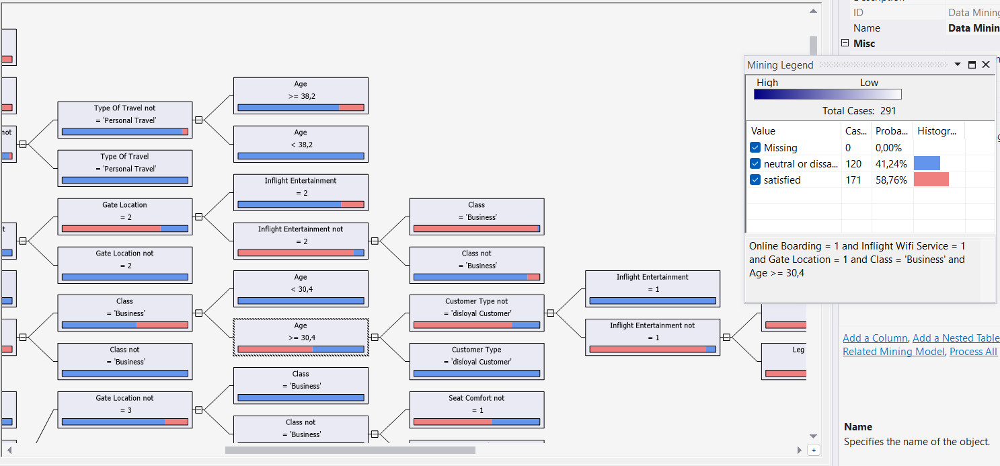 not
t
Type Of Travel not
= 'Personal Travel'
Type Of Travel
= 'Personal Travel'
Gate Location
= 2
Gate Location not
= 2
Class
= 'Business'
Class not
= 'Business'
Gate Location not
= 3
Age
>= 38,2
Age
< 38,2
Inflight Entertainment
= 2
Inflight Entertainment not
= 2
Age
< 30,4
Age
>= 30,4
Class
= 'Business'
Class not
= 'Business'
Class
= 'Business'
Class not
= 'Business'
Customer Type not
= 'disloyal Customer'
Customer Type
= 'disloyal Customer'
Seat Comfort not
= 1
Inflight Entertainment
= 1
Inflight Entertainment not
= 1
Leg
ID Data Mining
Name Data Minin
Misc
Mining Legend
High Low
Total Cases: 291
Value Cas... Proba... Histogr...
Missing 0 0,00%
neutral or dissa... 120 41,24%
satisfied 171 58,76%
Online Boarding = 1 and Inflight Wifi Service = 1
and Gate Location = 1 and Class = 'Business' and
Age >= 30,4
Add a Column, Add a Nested Table
Related Mining Model, Process All
Name
Specifies the name of the object.